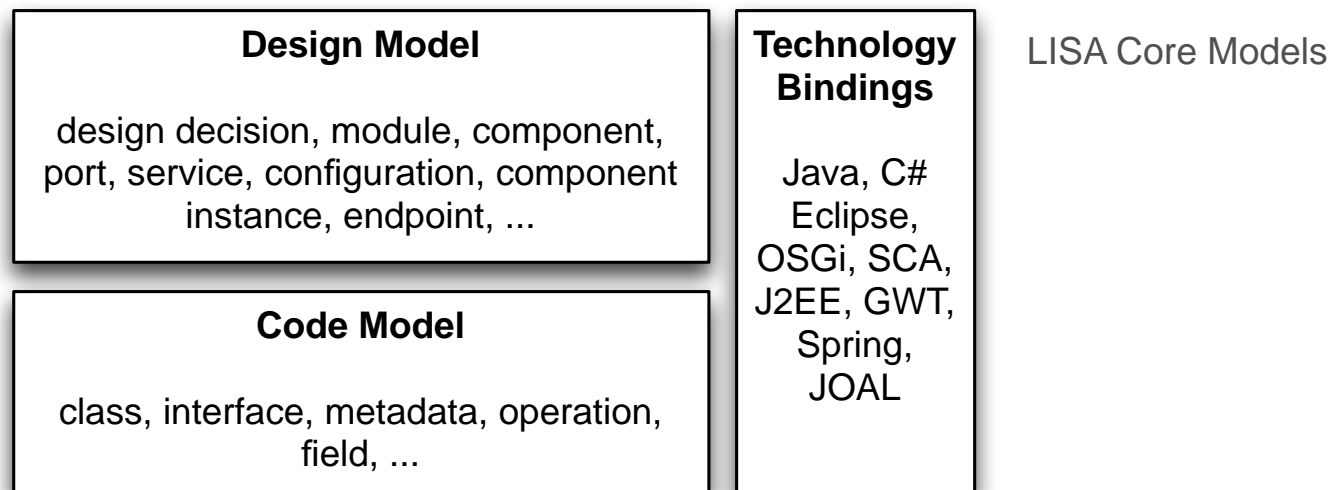 Design Model
design decision, module, component,
port, service, configuration, component
instance, endpoint, ...
Code Model
class, interface, metadata, operation,
field, ...
Technology
Bindings
Java, C#
Eclipse,
OSGi, SCA,
J2EE, GWT,
Spring,
JOAL
LISA Core Models